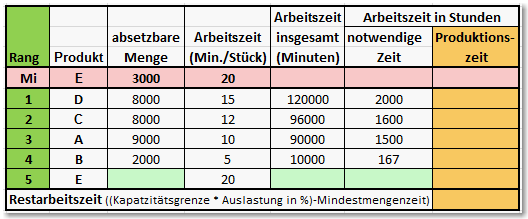 Rang Produkt absetzbare Menge Arbeitszeit (Min./Stück) Arbeitszeit insgesamt (Minuten) Arbeitszeit in Stunden
notwendige Zeit Produktions-zeit
Mi E 3000 20
1 D 8000 15 120000 2000
2 C 8000 12 96000 1600
3 A 9000 10 90000 1500
4 B 2000 5 10000 167
5 E 20
Restarbeitszeit ((Kapatzitätsgrenze * Auslastung in %)-Mindestmengenzeit)